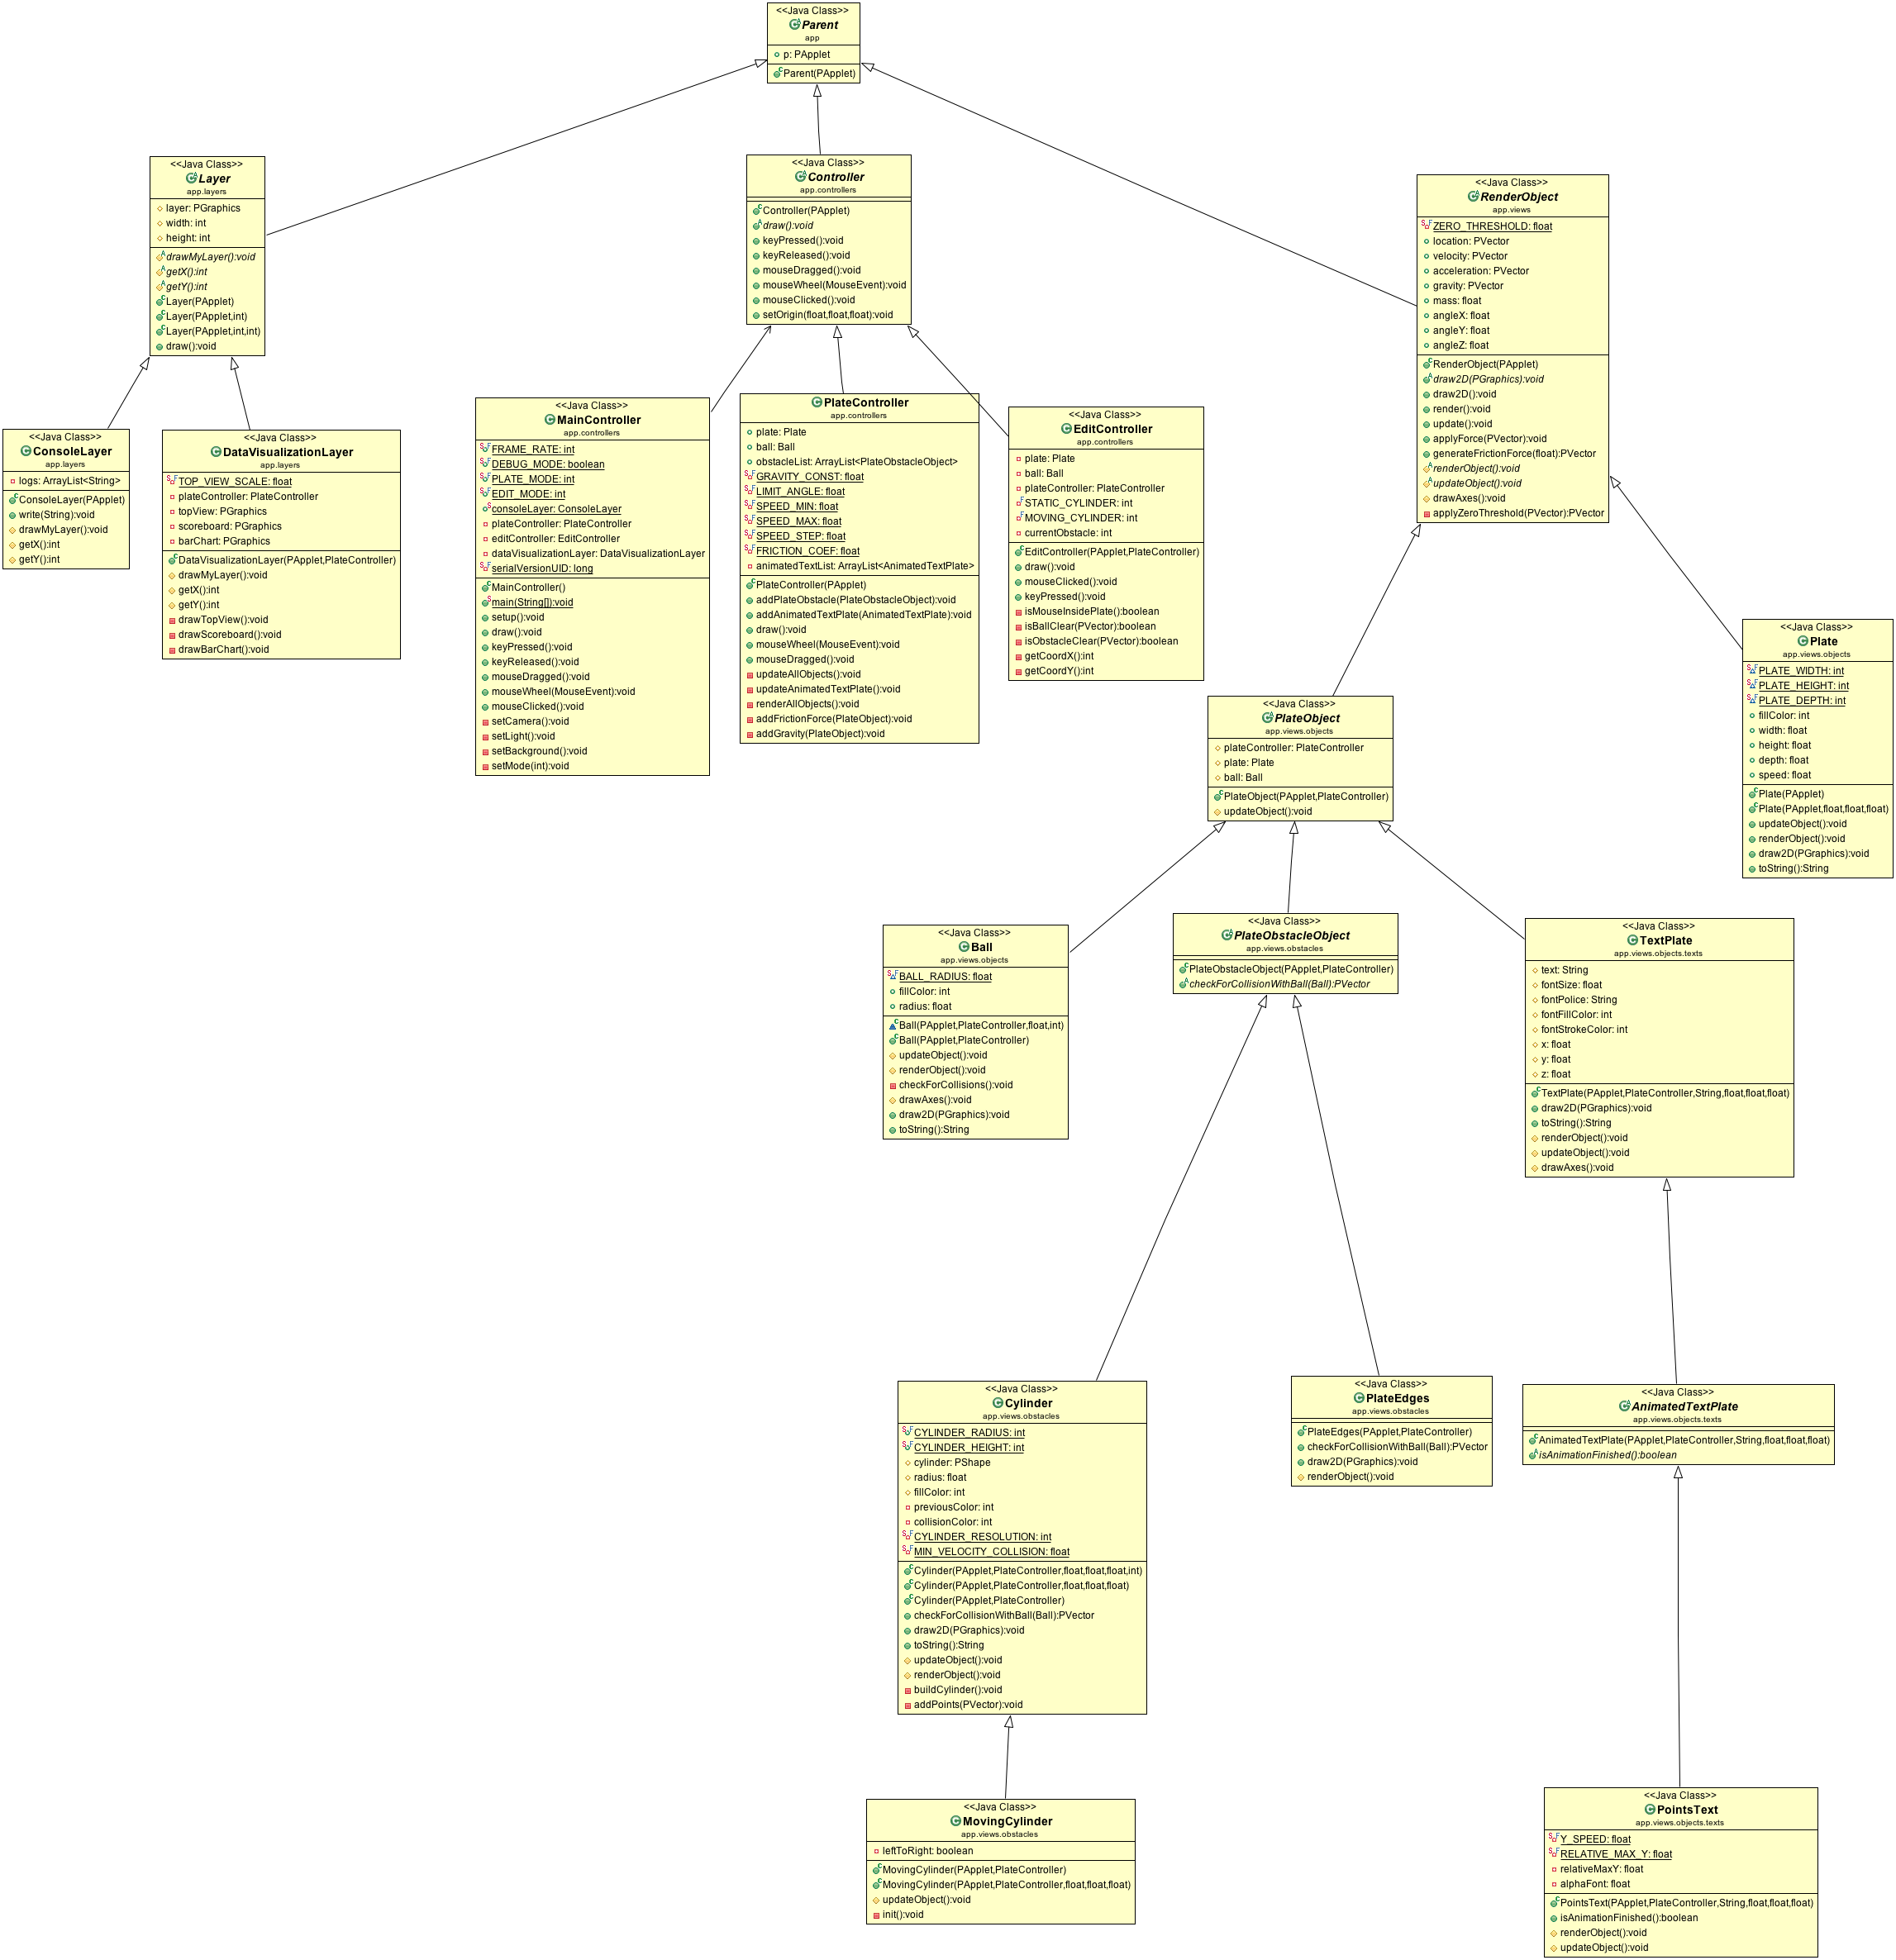 <<Java Class>>
Parent
app
p: PApplet
Parent(PApplet)
<<Java Class>>
Layer
app.layers
layer: PGraphics
width: int
height: int
drawMyLayer():void
getX():int
getY():int
Layer(PApplet)
Layer(PApplet,int)
Layer(PApplet,int,int)
draw():void
<<Java Class>>
Controller
app.controllers
Controller(PApplet)
draw():void
keyPressed():void
keyReleased():void
mouseDragged():void
mouseWheel(MouseEvent):void
mouseClicked():void
setOrigin(float,float,float):void
<<Java Class>>
RenderObject
app.views
ZERO_THRESHOLD: float
location: PVector
velocity: PVector
acceleration: PVector
gravity: PVector
mass: float
angleX: float
angleY: float
angleZ: float
RenderObject(PApplet)
draw2D(PGraphics):void
draw2D():void
render():void
update():void
applyForce(PVector):void
generateFrictionForce(float):PVector
renderObject():void
updateObject():void
drawAxes():void
applyZeroThreshold(PVector):PVector
<<Java Class>>
ConsoleLayer
app.layers
logs: ArrayList<String>
ConsoleLayer(PApplet)
write(String):void
drawMyLayer():void
getX():int
getY():int
<<Java Class>>
DataVisualizationLayer
app.layers
TOP_VIEW_SCALE: float
plateController: PlateController
topView: PGraphics
scoreboard: PGraphics
barChart: PGraphics
DataVisualizationLayer(PApplet,PlateController)
drawMyLayer():void
getX():int
getY():int
drawTopView():void
drawScoreboard():void
drawBarChart():void
<<Java Class>>
MainController
app.controllers
FRAME_RATE: int
DEBUG_MODE: boolean
PLATE_MODE: int
EDIT_MODE: int
consoleLayer: ConsoleLayer
plateController: PlateController
editController: EditController
dataVisualizationLayer: DataVisualizationLayer
serialVersionUID: long
MainController()
main(String[]):void
setup():void
draw():void
keyPressed():void
keyReleased():void
mouseDragged():void
mouseWheel(MouseEvent):void
mouseClicked():void
setCamera():void
setLight():void
setBackground():void
setMode(int):void
PlateController
app.controllers
plate: Plate
ball: Ball
obstacleList: ArrayList<PlateObstacleObject>
GRAVITY_CONST: float
LIMIT_ANGLE: float
SPEED_MIN: float
SPEED_MAX: float
SPEED_STEP: float
FRICTION_COEF: float
animatedTextList: ArrayList<AnimatedTextPlate>
PlateController(PApplet)
addPlateObstacle(PlateObstacleObject):void
addAnimatedTextPlate(AnimatedTextPlate):void
draw():void
mouseWheel(MouseEvent):void
mouseDragged():void
updateAllObjects():void
updateAnimatedTextPlate():void
renderAllObjects():void
addFrictionForce(PlateObject):void
addGravity(PlateObject):void
<<Java Class>>
EditController
app.controllers
plate: Plate
ball: Ball
plateController: PlateController
STATIC_CYLINDER: int
MOVING_CYLINDER: int
currentObstacle: int
EditController(PApplet,PlateController)
draw():void
mouseClicked():void
keyPressed():void
isMouseInsidePlate():boolean
isBallClear(PVector):boolean
isObstacleClear(PVector):boolean
getCoordX():int
getCoordY():int
<<Java Class>>
Plate
app.views.objects
PLATE_WIDTH: int
PLATE_HEIGHT: int
PLATE_DEPTH: int
fillColor: int
width: float
height: float
depth: float
speed: float
Plate(PApplet)
Plate(PApplet,float,float,float)
updateObject():void
renderObject():void
draw2D(PGraphics):void
toString():String
<<Java Class>>
PlateObject
app.views.objects
plateController: PlateController
plate: Plate
ball: Ball
PlateObject(PApplet,PlateController)
updateObject():void
<<Java Class>>
Ball
app.views.objects
BALL_RADIUS: float
fillColor: int
radius: float
Ball(PApplet,PlateController,float,int)
Ball(PApplet,PlateController)
updateObject():void
renderObject():void
checkForCollisions():void
drawAxes():void
draw2D(PGraphics):void
toString():String
<<Java Class>>
PlateObstacleObject
app.views.obstacles
PlateObstacleObject(PApplet,PlateController)
checkForCollisionWithBall(Ball):PVector
<<Java Class>>
TextPlate
app.views.objects.texts
text: String
fontSize: float
fontPolice: String
fontFillColor: int
fontStrokeColor: int
x: float
y: float
z: float
TextPlate(PApplet,PlateController,String,float,float,float)
draw2D(PGraphics):void
toString():String
renderObject():void
updateObject():void
drawAxes():void
<<Java Class>>
Cylinder
app.views.obstacles
CYLINDER_RADIUS: int
CYLINDER_HEIGHT: int
cylinder: PShape
radius: float
fillColor: int
previousColor: int
collisionColor: int
CYLINDER_RESOLUTION: int
MIN_VELOCITY_COLLISION: float
Cylinder(PApplet,PlateController,float,float,float,int)
Cylinder(PApplet,PlateController,float,float,float)
Cylinder(PApplet,PlateController)
checkForCollisionWithBall(Ball):PVector
draw2D(PGraphics):void
toString():String
updateObject():void
renderObject():void
buildCylinder():void
addPoints(PVector):void
<<Java Class>>
PlateEdges
app.views.obstacles
PlateEdges(PApplet,PlateController)
checkForCollisionWithBall(Ball):PVector
draw2D(PGraphics):void
renderObject():void
<<Java Class>>
AnimatedTextPlate
app.views.objects.texts
AnimatedTextPlate(PApplet,PlateController,String,float,float,float)
isAnimationFinished():boolean
<<Java Class>>
MovingCylinder
app.views.obstacles
leftToRight: boolean
MovingCylinder(PApplet,PlateController)
MovingCylinder(PApplet,PlateController,float,float,float)
updateObject():void
init():void
<<Java Class>>
PointsText
app.views.objects.texts
Y_SPEED: float
RELATIVE_MAX_Y: float
relativeMaxY: float
alphaFont: float
PointsText(PApplet,PlateController,String,float,float,float)
isAnimationFinished():boolean
renderObject():void
updateObject():void